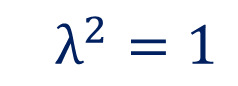 λ² = 1